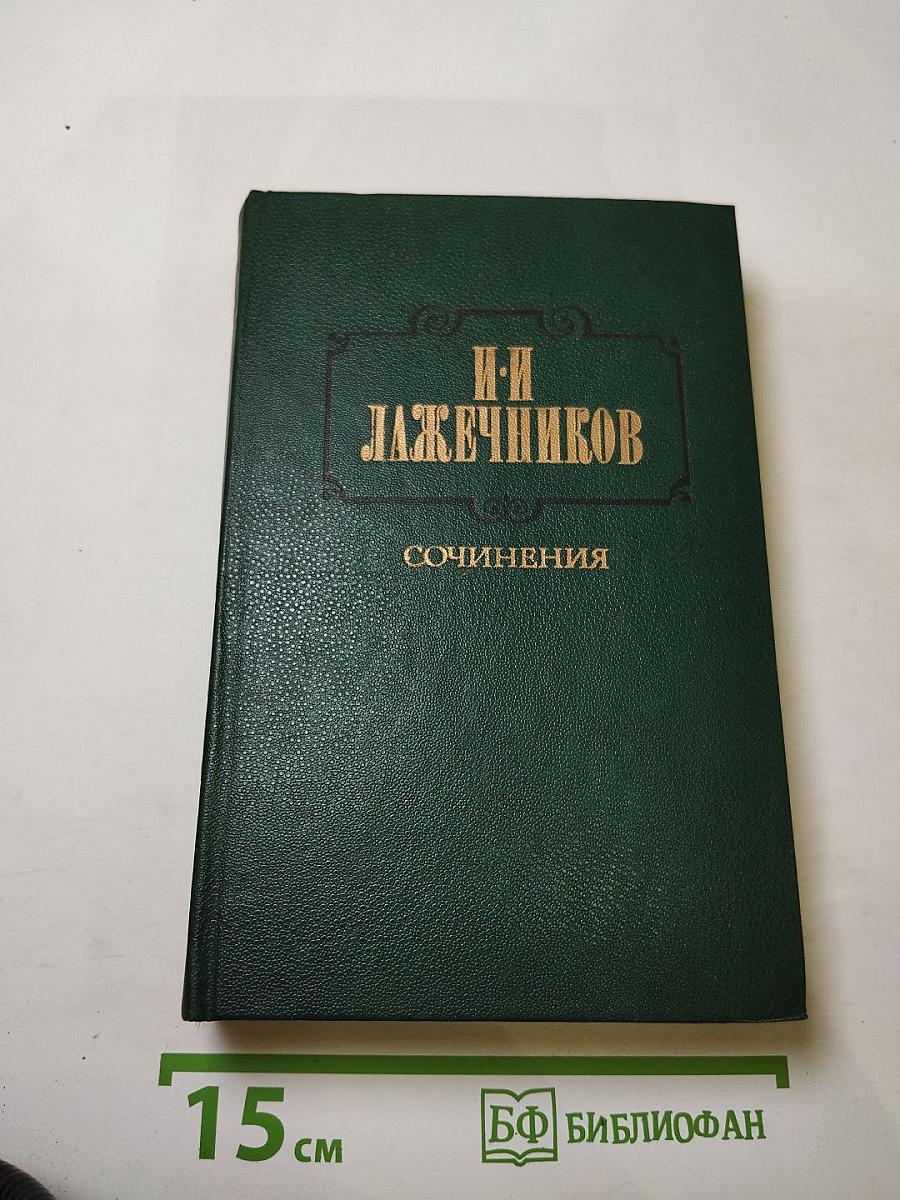 И·И
ЛАЖЕЧНИКОВ
СОЧИНЕНИЯ
15 см
БФ БИБЛИОФАН